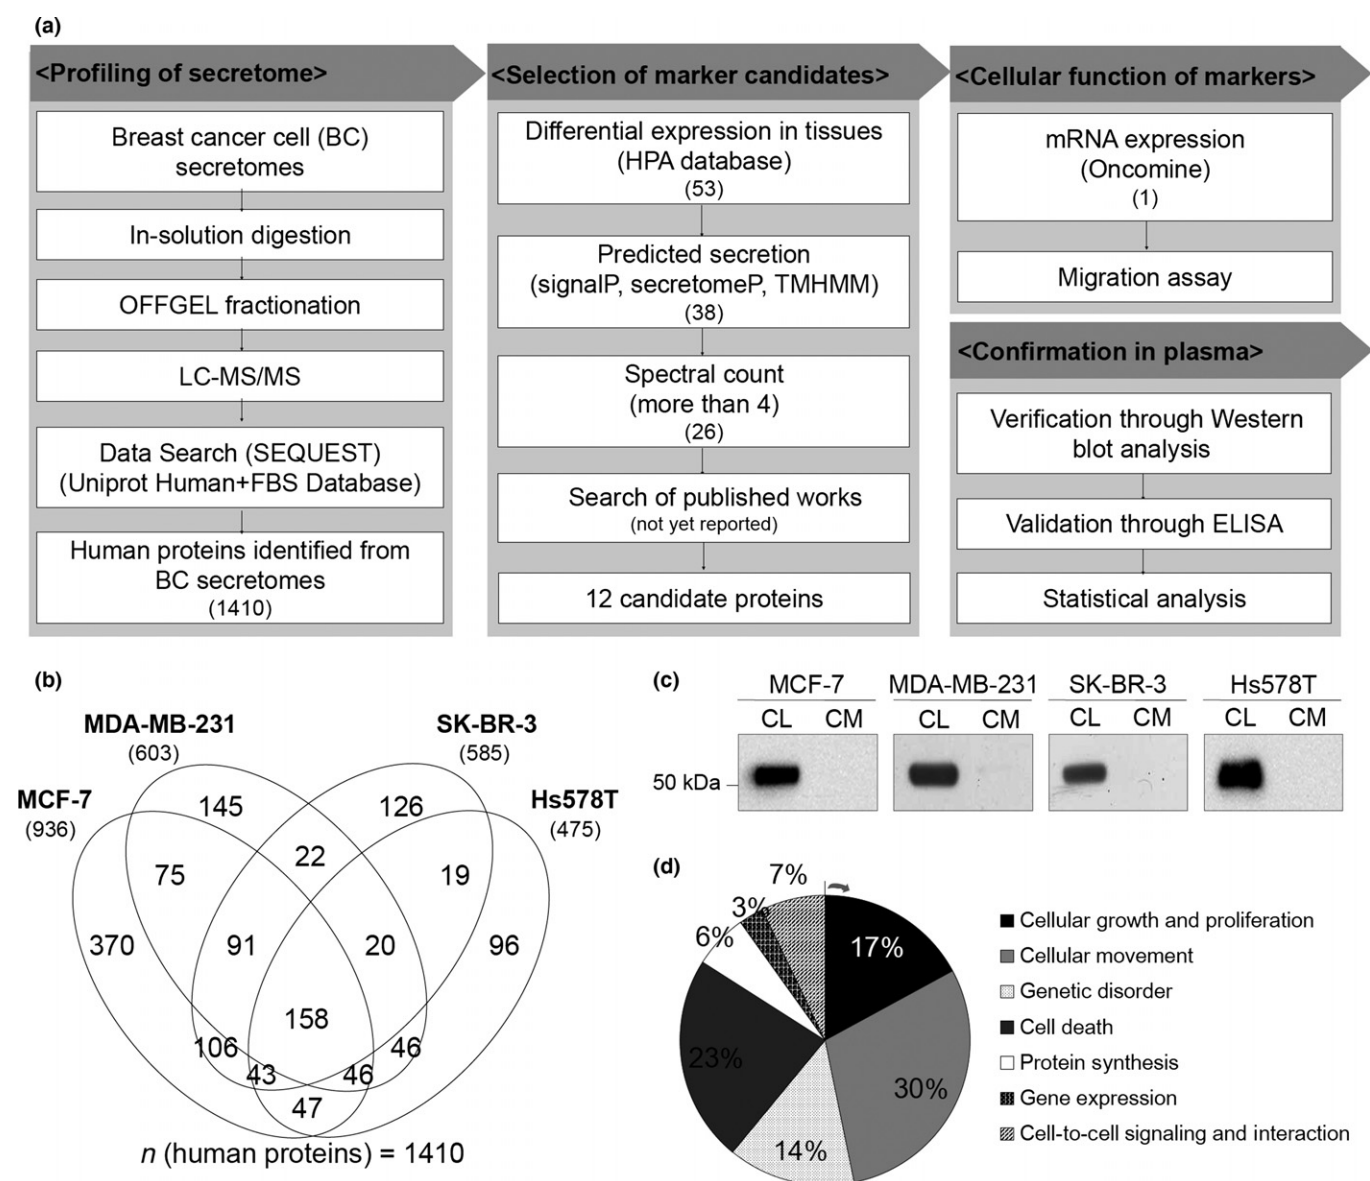 (a)
<Profiling of secretome>
Breast cancer cell (BC)
secretomes
In-solution digestion
OFFGEL fractionation
LC-MS/MS
Data Search (SEQUEST)
(Uniprot Human+FBS Database)
Human proteins identified from
BC secretomes
(1410)
<Selection of marker candidates>
Differential expression in tissues
(HPA database)
(53)
Predicted secretion
(signalP, secretomeP, TMHMM)
(38)
Spectral count
(more than 4)
(26)
Search of published works
(not yet reported)
12 candidate proteins
<Cellular function of markers>
mRNA expression
(Oncomine)
(1)
Migration assay
<Confirmation in plasma>
Verification through Western
blot analysis
Validation through ELISA
Statistical analysis
(b)
MDA-MB-231
(603)
SK-BR-3
(585)
MCF-7
(936)
Hs578T
(475)
145
126
22
75
19
370
91
20
96
158
106
46
43
46
47
n (human proteins) = 1410
(c)
MCF-7
MDA-MB-231
SK-BR-3
Hs578T
CL CM
CL CM
CL CM
CL CM
50 kDa
(d)
7%
3%
6%
17%
23%
30%
14%
Cellular growth and proliferation
Cellular movement
Genetic disorder
Cell death
Protein synthesis
Gene expression
Cell-to-cell signaling and interaction